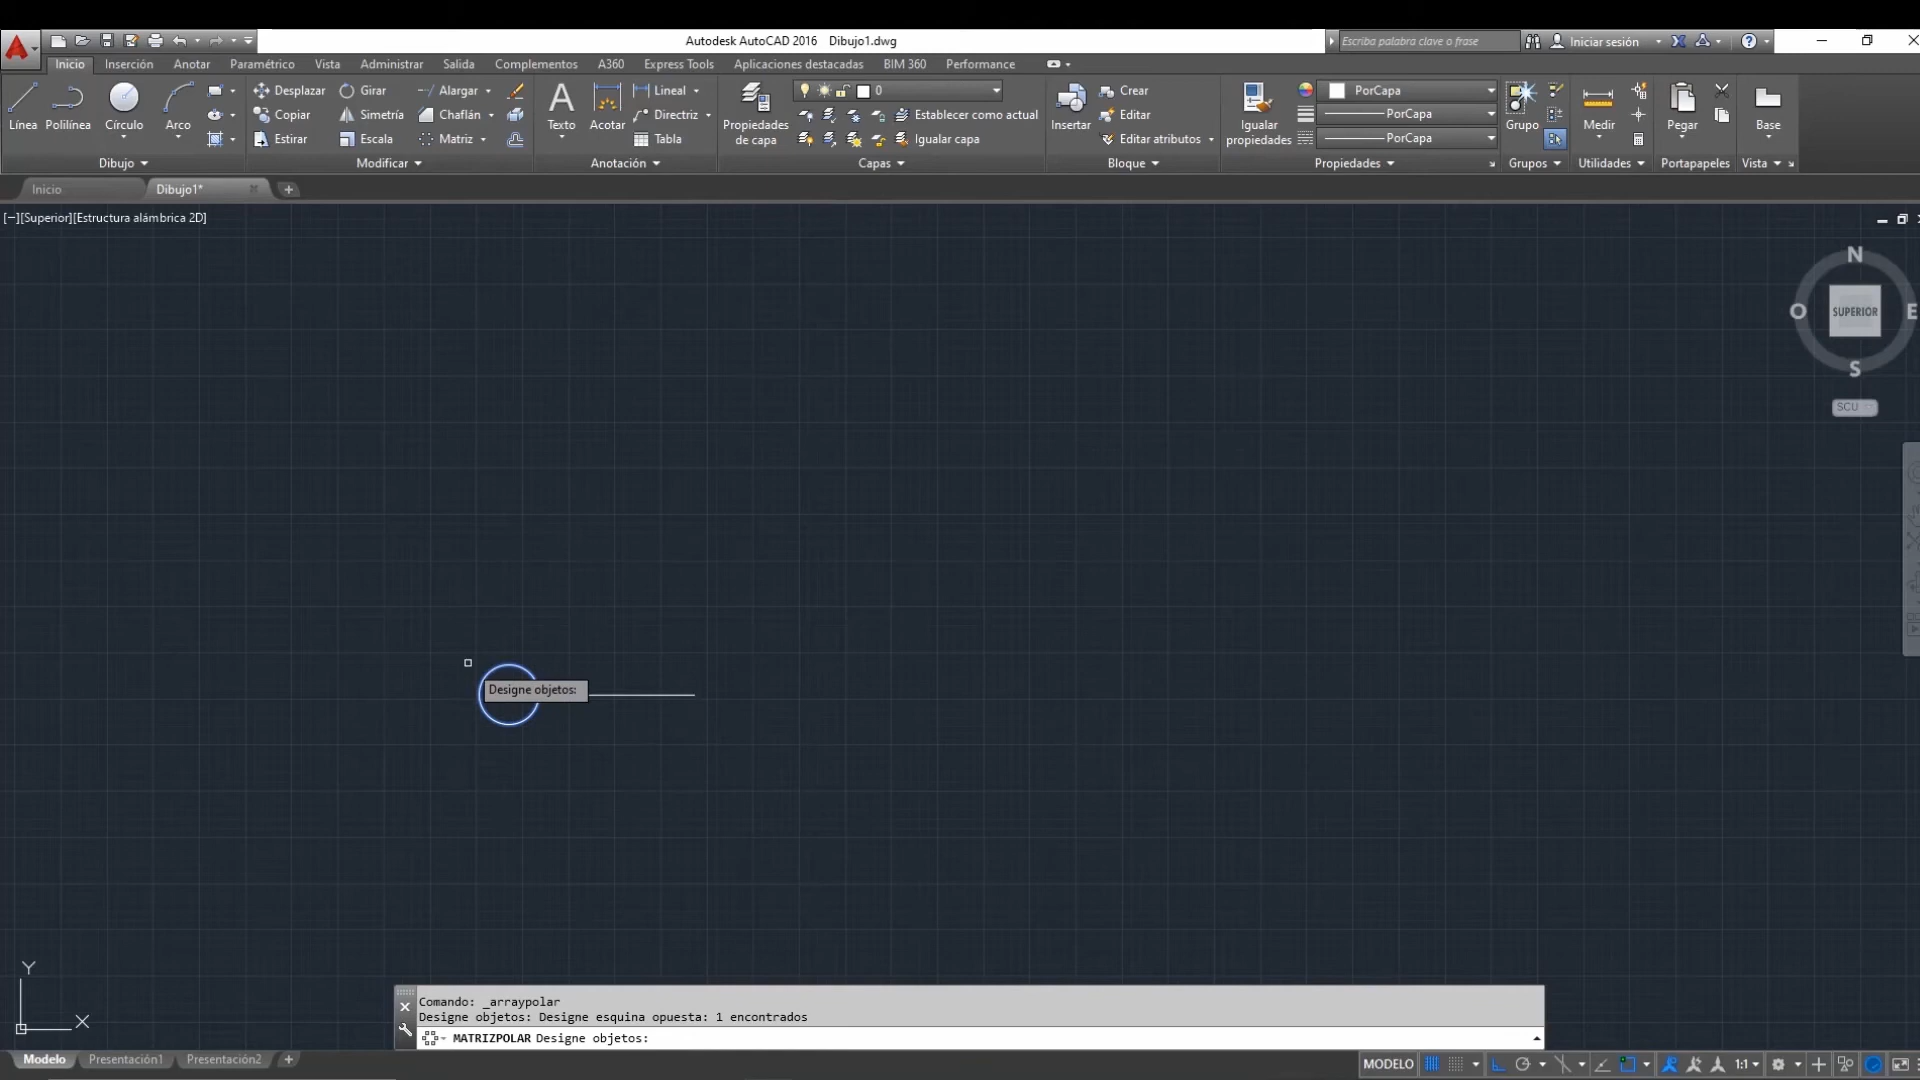 Autodesk AutoCAD 2016 Dibujo1.dwg
Escriba palabra clave o frase
Iniciar sesión
Inicio Inserción Anotar Paramétrico Vista Administrar Salida Complementos A360 Express Tools Aplicaciones destacadas BIM 360 Performance
Línea Polilínea Círculo Arco
Desplazar Girar Alargar
Copiar Simetría Chaflán
Estirar Escala Matriz
Texto Acotar
Lineal
Directriz
Tabla
Propiedades de capa
0
Establecer como actual
Igualar capa
Insertar
Crear
Editar
Editar atributos
Igualar propiedades
PorCapa
PorCapa
PorCapa
Grupo
Medir
Pegar
Base
Dibujo Modificar Anotación Capas Bloque Propiedades Grupos Utilidades Portapapeles Vista
Inicio Dibujo1*
[−][Superior][Estructura alámbrica 2D]
N
O SUPERIOR E
S
SCU
Designe objetos:
Y
X
Comando: _arraypolar
Designe objetos: Designe esquina opuesta: 1 encontrados
MATRIZPOLAR Designe objetos:
Modelo Presentación1 Presentación2
MODELO
1:1